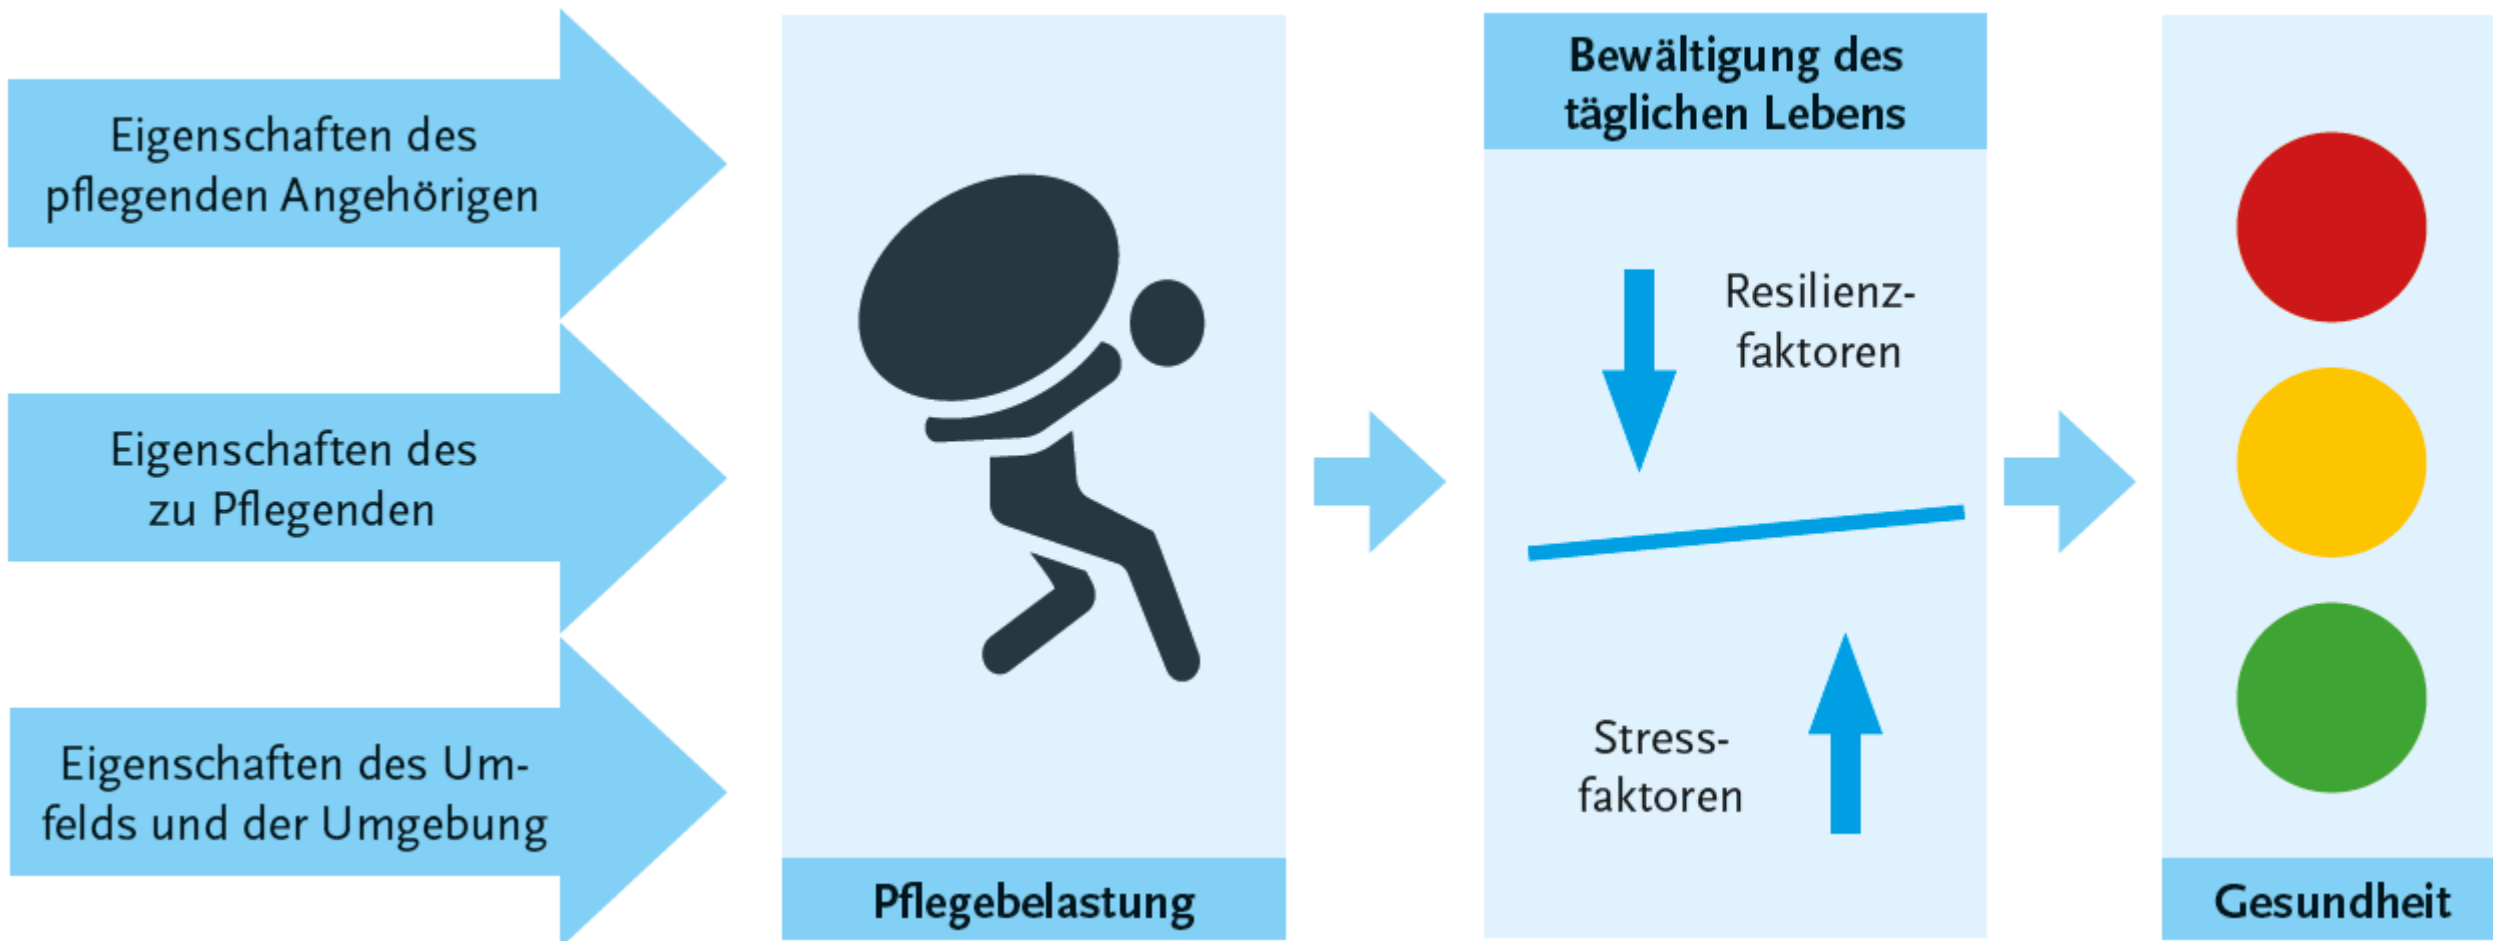 Eigenschaften des
pflegenden Angehörigen
Eigenschaften des
zu Pflegenden
Eigenschaften des Um-
felds und der Umgebung
Pflegebelastung
Bewältigung des
täglichen Lebens
Resilienz-
faktoren
Stress-
faktoren
Gesundheit